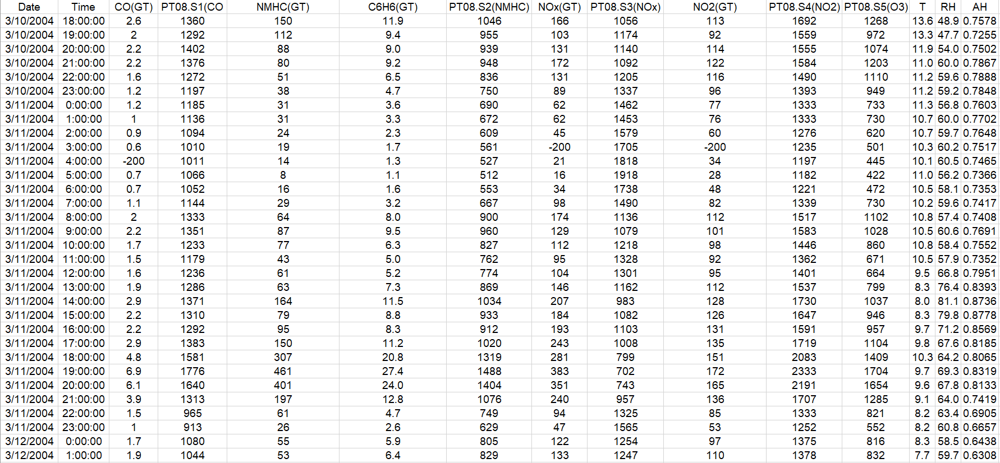 Date Time CO(GT) PT08.S1(CO NMHC(GT) C6H6(GT) PT08.S2(NMHC) NOx(GT) PT08.S3(NOx) NO2(GT) PT08.S4(NO2) PT08.S5(O3) T RH AH
3/10/2004 18:00:00 2.6 1360 150 11.9 1046 166 1056 113 1692 1268 13.6 48.9 0.7578
3/10/2004 19:00:00 2 1292 112 9.4 955 103 1174 92 1559 972 13.3 47.7 0.7255
3/10/2004 20:00:00 2.2 1402 88 9.0 939 131 1140 114 1555 1074 11.9 54.0 0.7502
3/10/2004 21:00:00 2.2 1376 80 9.2 948 172 1092 122 1584 1203 11.0 60.0 0.7867
3/10/2004 22:00:00 1.6 1272 51 6.5 836 131 1205 116 1490 1110 11.2 59.6 0.7888
3/10/2004 23:00:00 1.2 1197 38 4.7 750 89 1337 96 1393 949 11.2 59.2 0.7848
3/11/2004 0:00:00 1.2 1185 31 3.6 690 62 1462 77 1333 733 11.3 56.8 0.7603
3/11/2004 1:00:00 1 1136 31 3.3 672 62 1453 76 1333 730 10.7 60.0 0.7702
3/11/2004 2:00:00 0.9 1094 24 2.3 609 45 1579 60 1276 620 10.7 59.7 0.7648
3/11/2004 3:00:00 0.6 1010 19 1.7 561 -200 1705 -200 1235 501 10.3 60.2 0.7517
3/11/2004 4:00:00 -200 1011 14 1.3 527 21 1818 34 1197 445 10.1 60.5 0.7465
3/11/2004 5:00:00 0.7 1066 8 1.1 512 16 1918 28 1182 422 11.0 56.2 0.7366
3/11/2004 6:00:00 0.7 1052 16 1.6 553 34 1738 48 1221 472 10.5 58.1 0.7353
3/11/2004 7:00:00 1.1 1144 29 3.2 667 98 1490 82 1339 730 10.2 59.6 0.7417
3/11/2004 8:00:00 2 1333 64 8.0 900 174 1136 112 1517 1102 10.8 57.4 0.7408
3/11/2004 9:00:00 2.2 1351 87 9.5 960 129 1079 101 1583 1028 10.5 60.6 0.7691
3/11/2004 10:00:00 1.7 1233 77 6.3 827 112 1218 98 1446 860 10.8 58.4 0.7552
3/11/2004 11:00:00 1.5 1179 43 5.0 762 95 1328 92 1362 671 10.5 57.9 0.7352
3/11/2004 12:00:00 1.6 1236 61 5.2 774 104 1301 95 1401 664 9.5 66.8 0.7951
3/11/2004 13:00:00 1.9 1286 63 7.3 869 146 1162 112 1537 799 8.3 76.4 0.8393
3/11/2004 14:00:00 2.9 1371 164 11.5 1034 207 983 128 1730 1037 8.0 81.1 0.8736
3/11/2004 15:00:00 2.2 1310 79 8.8 933 184 1082 126 1647 946 8.3 79.8 0.8778
3/11/2004 16:00:00 2.2 1292 95 8.3 912 193 1103 131 1591 957 9.7 71.2 0.8569
3/11/2004 17:00:00 2.9 1383 150 11.2 1020 243 1008 135 1719 1104 9.8 67.6 0.8185
3/11/2004 18:00:00 4.8 1581 307 20.8 1319 281 799 151 2083 1409 10.3 64.2 0.8065
3/11/2004 19:00:00 6.9 1776 461 27.4 1488 383 702 172 2333 1704 9.7 69.3 0.8319
3/11/2004 20:00:00 6.1 1640 401 24.0 1404 351 743 165 2191 1654 9.6 67.8 0.8133
3/11/2004 21:00:00 3.9 1313 197 12.8 1076 240 957 136 1707 1285 9.1 64.0 0.7419
3/11/2004 22:00:00 1.5 965 61 4.7 749 94 1325 85 1333 821 8.2 63.4 0.6905
3/11/2004 23:00:00 1 913 26 2.6 629 47 1565 53 1252 552 8.2 60.8 0.6657
3/12/2004 0:00:00 1.7 1080 55 5.9 805 122 1254 97 1375 816 8.3 58.5 0.6438
3/12/2004 1:00:00 1.9 1044 53 6.4 829 133 1247 110 1378 832 7.7 59.7 0.6308